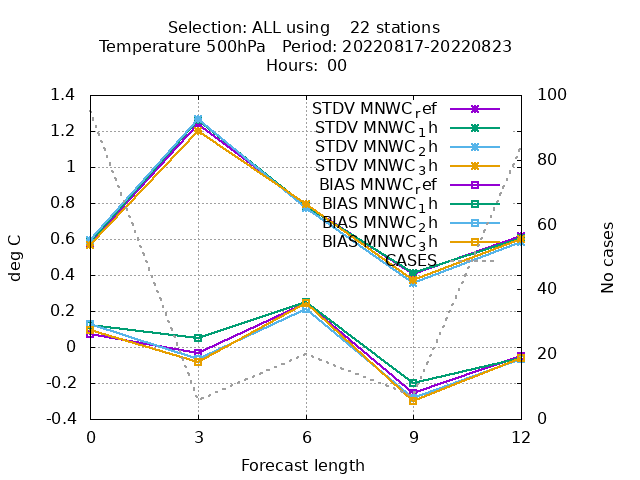 Selection: ALL using 22 stations
Temperature 500hPa Period: 20220817-20220823
Hours: 00
1.4
1.2
1
0.8
0.6
0.4
0.2
0
-0.2
-0.4
deg C
100
80
60
40
20
0
No cases
STDV MNWC_ref
STDV MNWC_1h
STDV MNWC_2h
STDV MNWC_3h
BIAS MNWC_ref
BIAS MNWC_1h
BIAS MNWC_2h
BIAS MNWC_3h
CASES
0 3 6 9 12
Forecast length